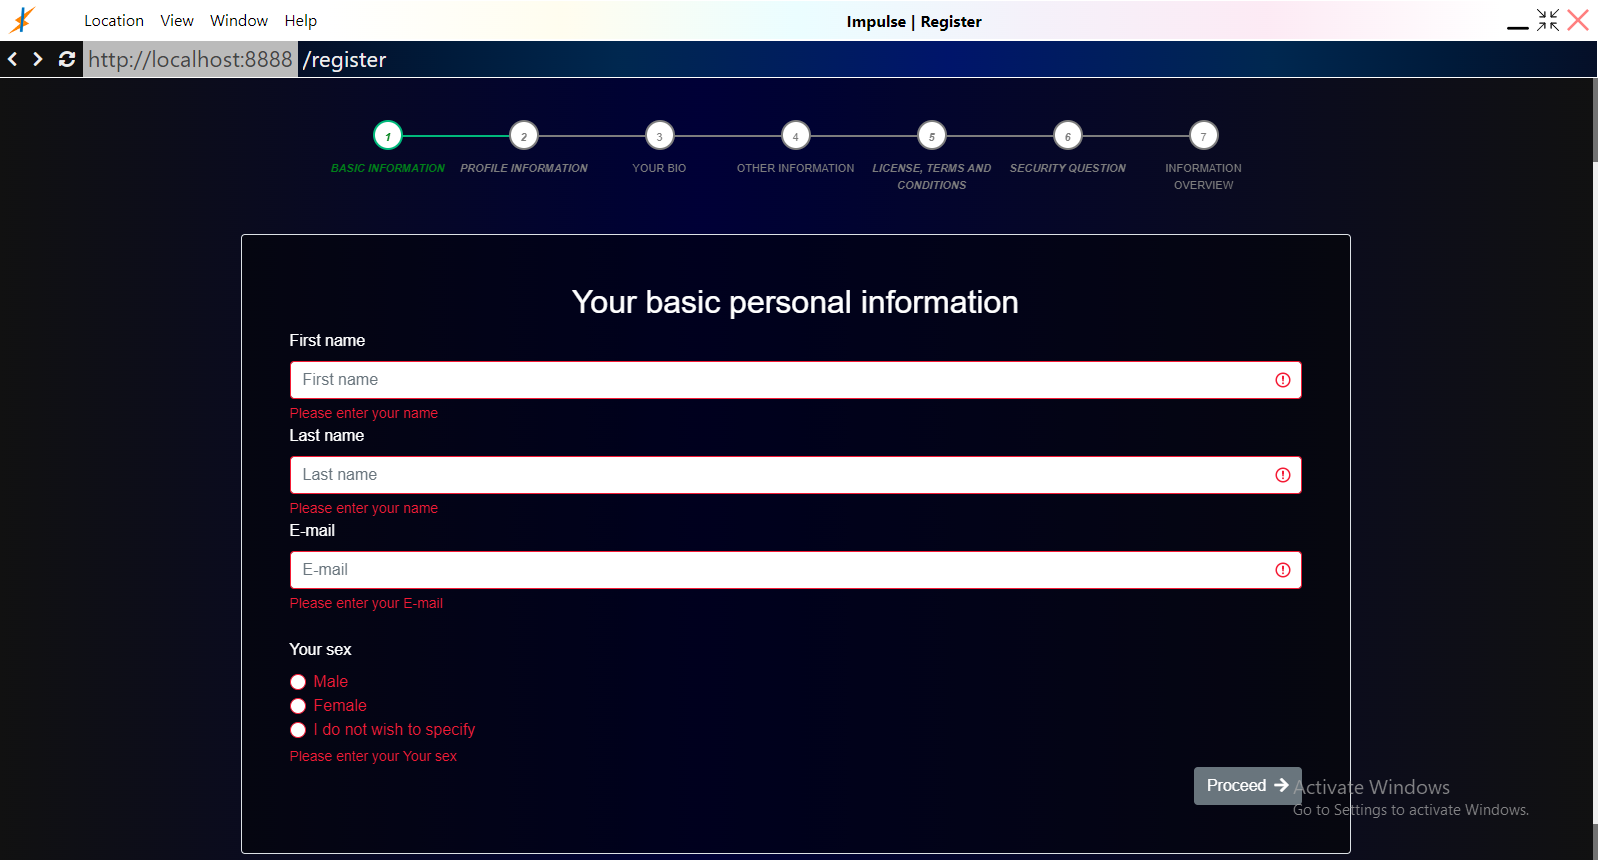 Location View Window Help
Impulse | Register
http://localhost:8888 /register
1 2 3 4 5 6 7
BASIC INFORMATION PROFILE INFORMATION YOUR BIO OTHER INFORMATION LICENSE, TERMS AND SECURITY QUESTION INFORMATION
CONDITIONS OVERVIEW
Your basic personal information
First name
First name
Please enter your name
Last name
Last name
Please enter your name
E-mail
E-mail
Please enter your E-mail
Your sex
Male
Female
I do not wish to specify
Please enter your Your sex
Proceed
Activate Windows
Go to Settings to activate Windows.